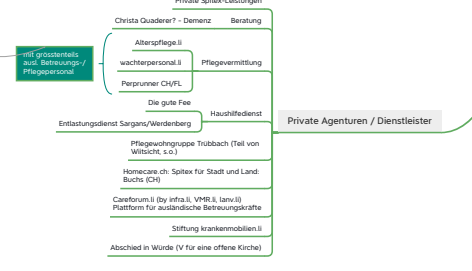 Private Spitex-Leistungen
Christa Quaderer? - Demenz
Beratung
Alterspflege.li
mit grösstenteils
ausl. Betreuungs-/
Pflegepersonal
wachterpersonal.li
Pflegevermittlung
Perprunner CH/FL
Die gute Fee
Haushilfedienst
Entlastungsdienst Sargans/Werdenberg
Private Agenturen / Dienstleister
Pflegewohngruppe Trübbach (Teil von
Wiitsicht, s.o.)
Homecare.ch: Spitex für Stadt und Land:
Buchs (CH)
Careforum.li (by infra.li, VMR.li, lanv.li)
Plattform für ausländische Betreuungskräfte
Stiftung krankenmobilien.li
Abschied in Würde (V für eine offene Kirche)